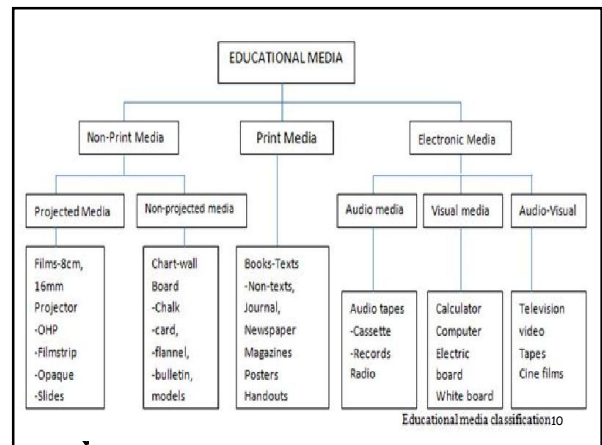 EDUCATIONAL MEDIA
Non-Print Media
Print Media
Electronic Media
Projected Media
Non-projected media
Audio media
Visual media
Audio-Visual
Films-8cm,
16mm
Projector
-OHP
-Filmstrip
-Opaque
-Slides
Chart-wall
Board
-Chalk
-card,
-flannel,
-bulletin,
models
Books-Texts
-Non-texts,
Journal,
Newspaper
Magazines
Posters
Handouts
Audio tapes
-Cassette
-Records
Radio
Calculator
Computer
Electric
board
White board
Television
video
Tapes
Cine films
Educational media classification10